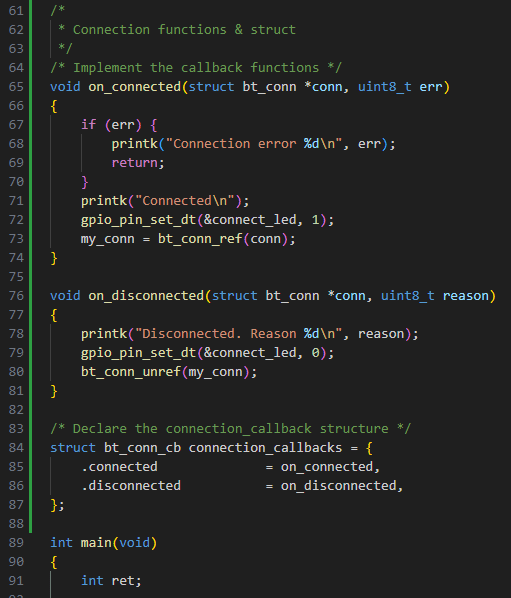 61 /*
62  * Connection functions & struct
63  */
64 /* Implement the callback functions */
65 void on_connected(struct bt_conn *conn, uint8_t err)
66 {
67     if (err) {
68         printk("Connection error %d\n", err);
69         return;
70     }
71     printk("Connected\n");
72     gpio_pin_set_dt(&connect_led, 1);
73     my_conn = bt_conn_ref(conn);
74 }
75
76 void on_disconnected(struct bt_conn *conn, uint8_t reason)
77 {
78     printk("Disconnected. Reason %d\n", reason);
79     gpio_pin_set_dt(&connect_led, 0);
80     bt_conn_unref(my_conn);
81 }
82
83 /* Declare the connection_callback structure */
84 struct bt_conn_cb connection_callbacks = {
85     .connected              = on_connected,
86     .disconnected           = on_disconnected,
87 };
88
89 int main(void)
90 {
91     int ret;